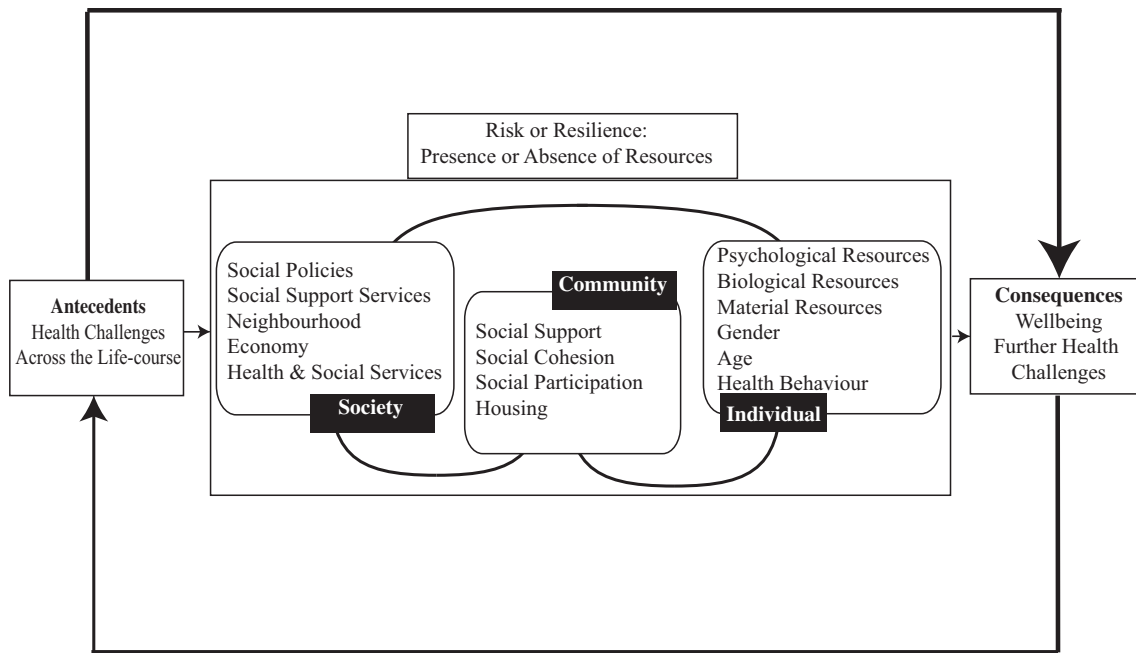 Risk or Resilience:
Presence or Absence of Resources
Antecedents
Health Challenges
Across the Life-course
Social Policies
Social Support Services
Neighbourhood
Economy
Health & Social Services
Society
Community
Social Support
Social Cohesion
Social Participation
Housing
Psychological Resources
Biological Resources
Material Resources
Gender
Age
Health Behaviour
Individual
Consequences
Wellbeing
Further Health
Challenges